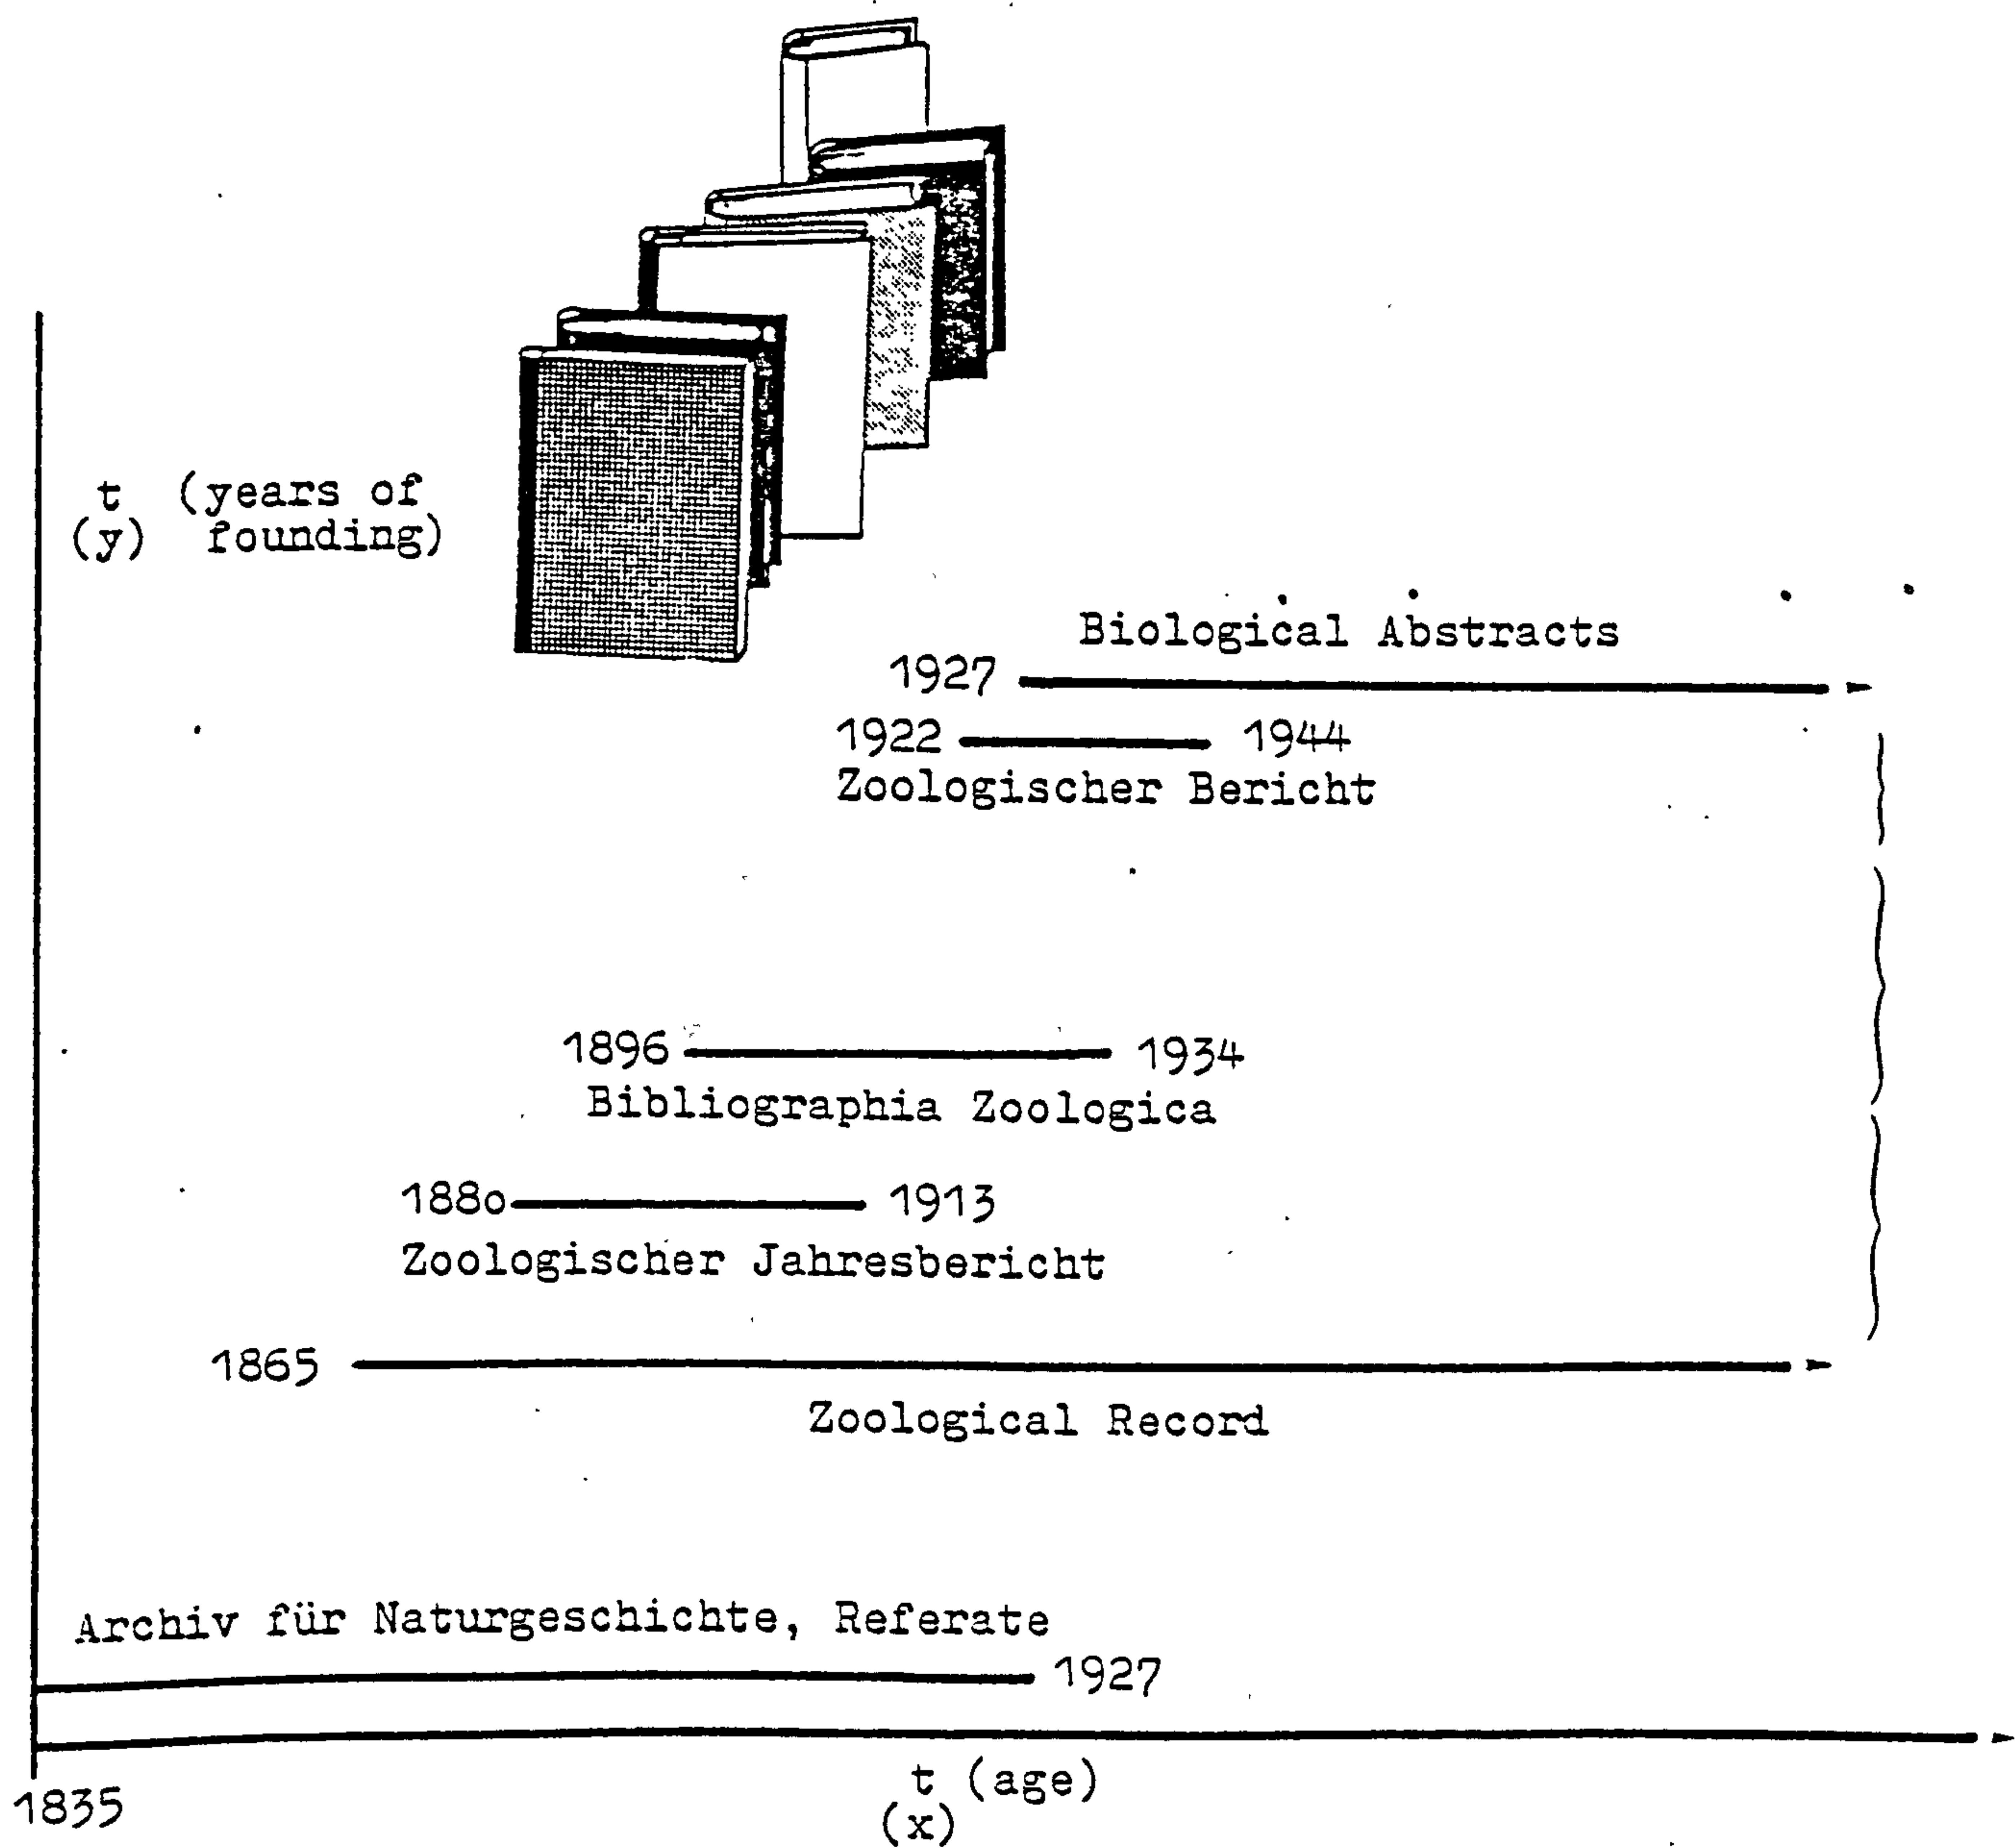 t (years of
(y) founding)
Biological Abstracts
1927
1922 1944
Zoologischer Bericht
1896 1934
Bibliographia Zoologica
1880 1913
Zoologischer Jahresbericht
1865
Zoological Record
Archiv für Naturgeschichte, Referate
1927
t (age)
(x)
1835